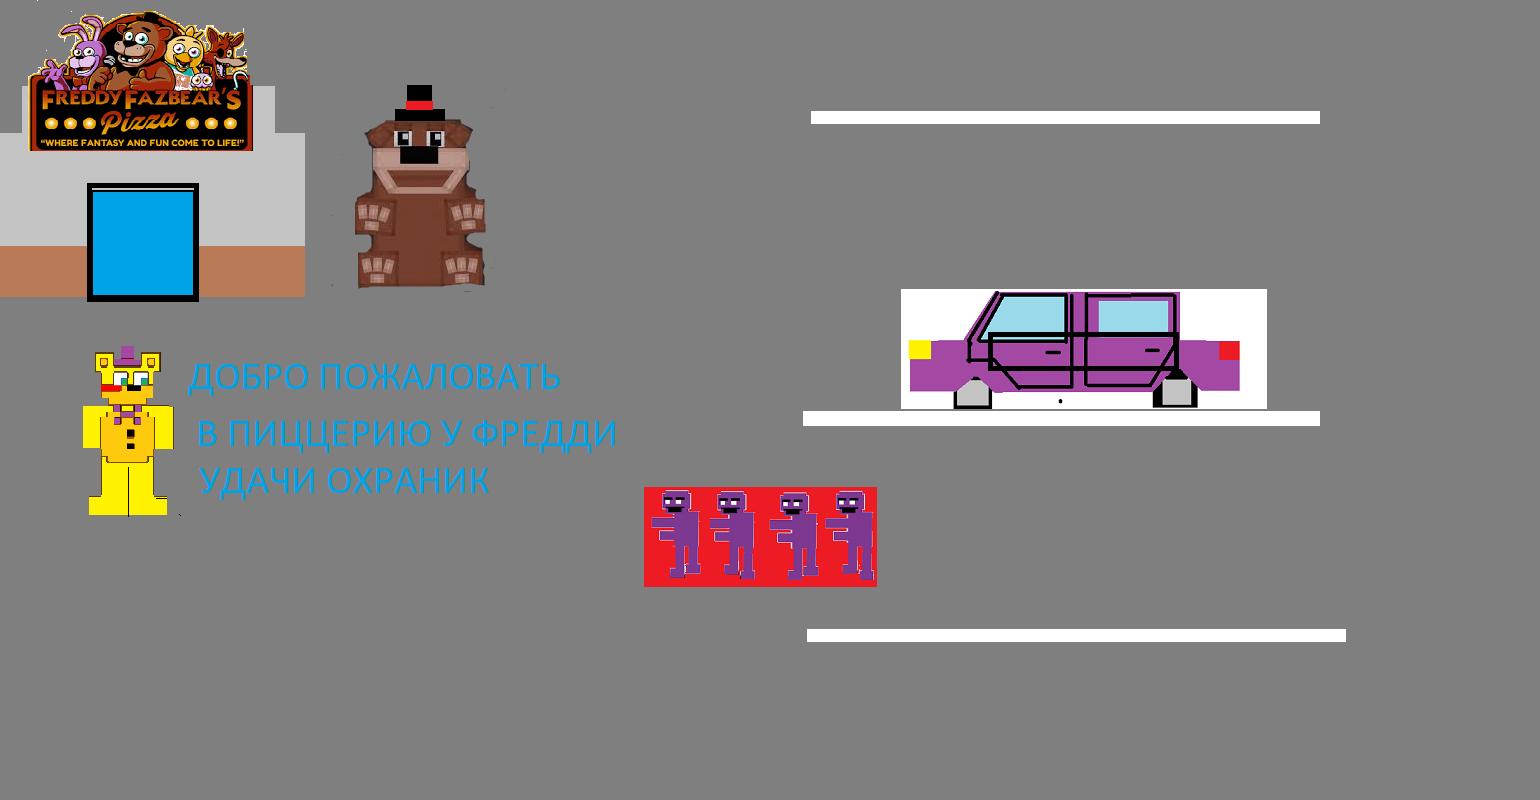 FREDDY FAZBEAR'S
Pizza
"WHERE FANTASY AND FUN COME TO LIFE!"
ДОБРО ПОЖАЛОВАТЬ
В ПИЦЦЕРИЮ У ФРЕДДИ
УДАЧИ ОХРАНИК